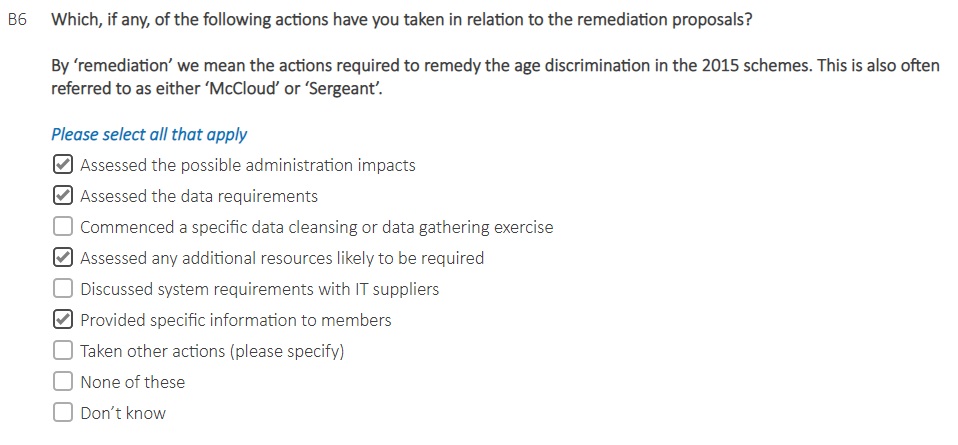 B6 Which, if any, of the following actions have you taken in relation to the remediation proposals?
By ‘remediation’ we mean the actions required to remedy the age discrimination in the 2015 schemes. This is also often
referred to as either ‘McCloud’ or ‘Sergeant’.
Please select all that apply
Assessed the possible administration impacts
Assessed the data requirements
Commenced a specific data cleansing or data gathering exercise
Assessed any additional resources likely to be required
Discussed system requirements with IT suppliers
Provided specific information to members
Taken other actions (please specify)
None of these
Don’t know